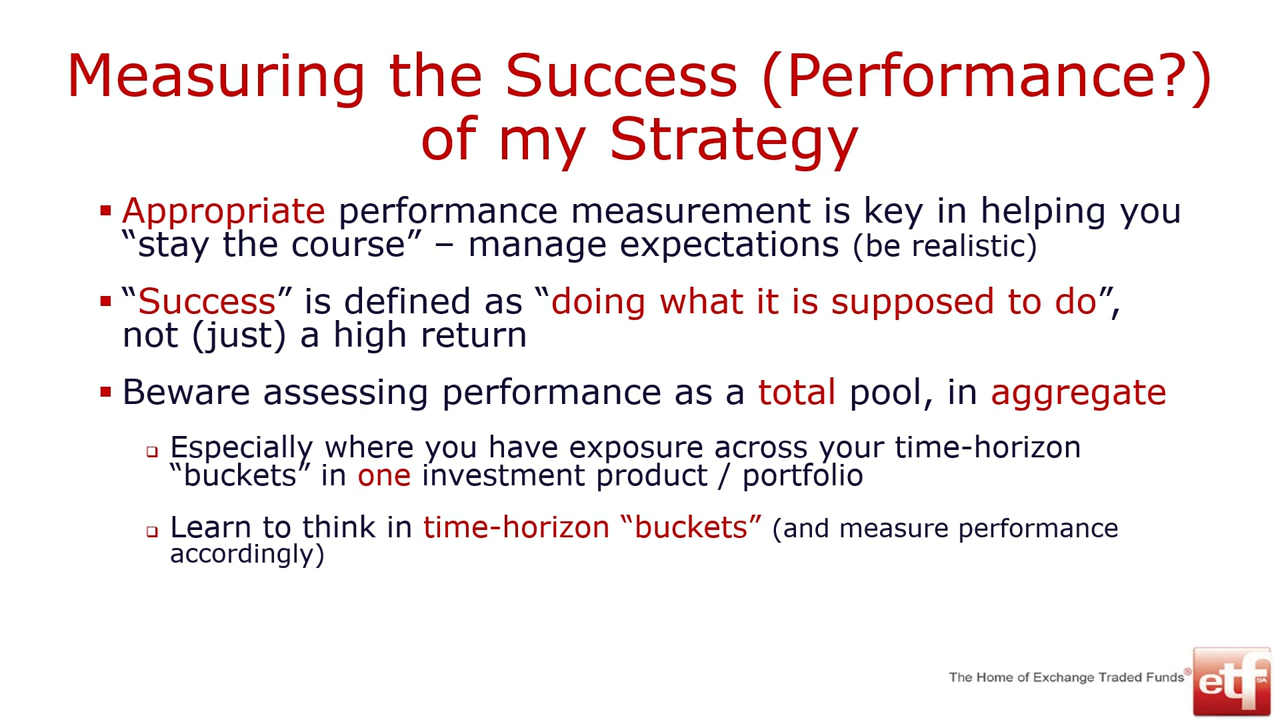 Measuring the Success (Performance?)
of my Strategy
Appropriate performance measurement is key in helping you
“stay the course” – manage expectations (be realistic)
“Success” is defined as “doing what it is supposed to do”,
not (just) a high return
Beware assessing performance as a total pool, in aggregate
Especially where you have exposure across your time-horizon
“buckets” in one investment product / portfolio
Learn to think in time-horizon “buckets” (and measure performance
accordingly)
The Home of Exchange Traded Funds®
etf
SA